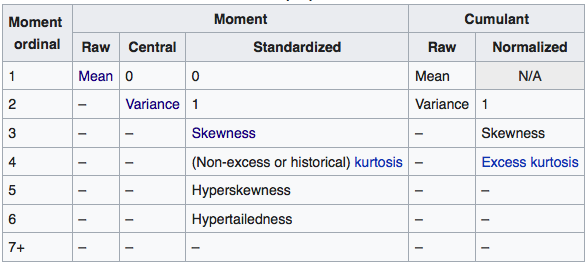 Moment ordinal Moment Cumulant
Raw Central Standardized Raw Normalized
1 Mean 0 0 Mean N/A
2 – Variance 1 Variance 1
3 – – Skewness – Skewness
4 – – (Non-excess or historical) kurtosis – Excess kurtosis
5 – – Hyperskewness – –
6 – – Hypertailedness – –
7+ – – – – –